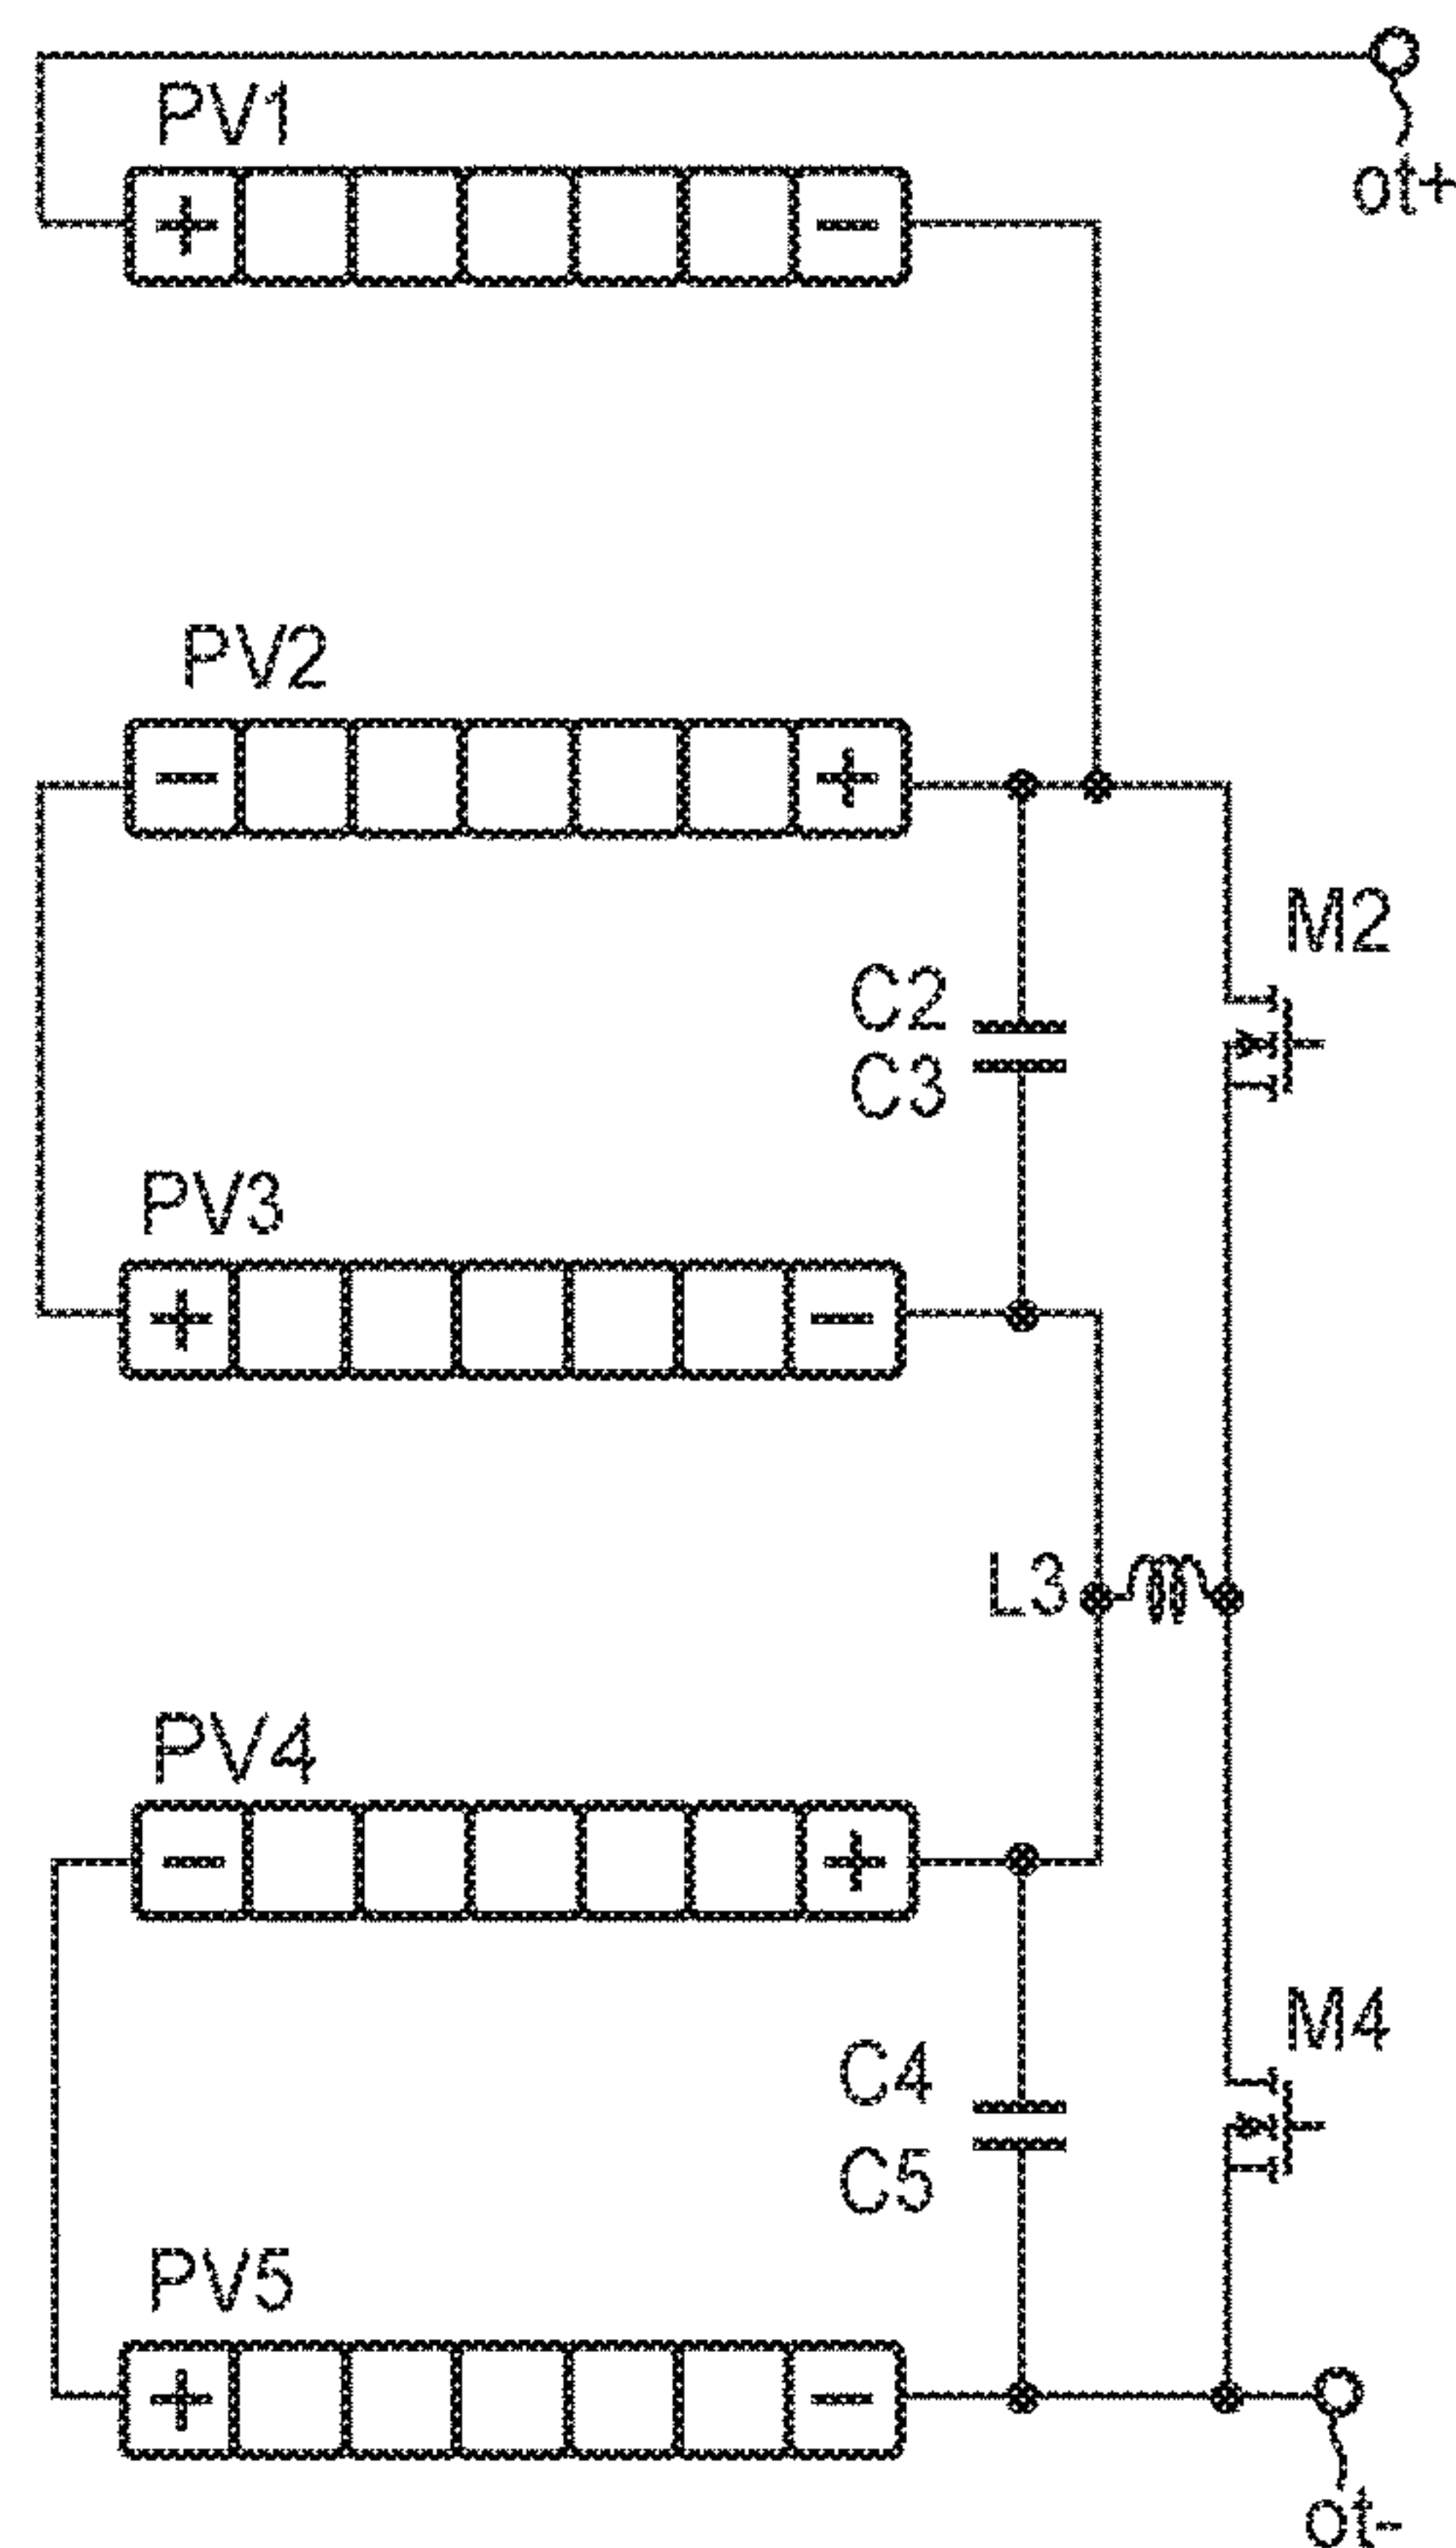 PV1
ot+
+ −
PV2
− +
M2
C2
C3
PV3
+ −
L3
PV4
− +
M4
C4
C5
PV5
+ −
ot-